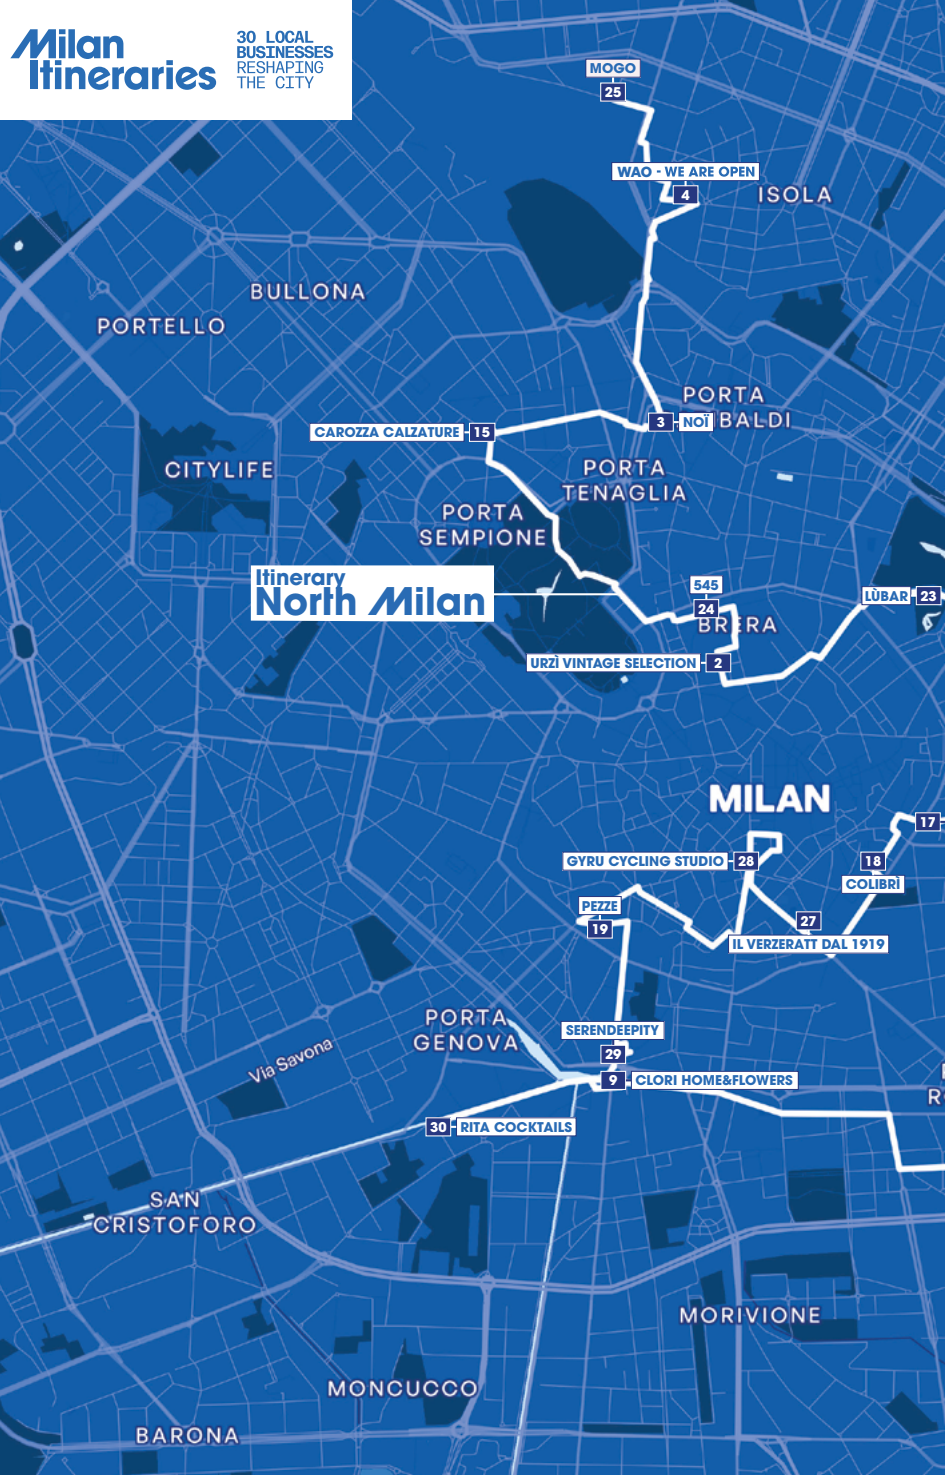 Milan
Itineraries
30 LOCAL
BUSINESSES
RESHAPING
THE CITY
MOGO
25
WAO - WE ARE OPEN
4
ISOLA
BULLONA
PORTELLO
PORTA
BALDI
3
NOÏ
CAROZZA CALZATURE
15
CITYLIFE
PORTA
TENAGLIA
PORTA
SEMPIONE
Itinerary
North Milan
545
24
BRERA
LÙBAR
23
URZÌ VINTAGE SELECTION
2
MILAN
17
GYRU CYCLING STUDIO
28
18
COLIBRÌ
PEZZE
19
27
IL VERZERATT DAL 1919
PORTA
GENOVA
SERENDEEPITY
29
Via Savona
9
CLORI HOME&FLOWERS
30
RITA COCKTAILS
SAN
CRISTOFORO
MORIVIONE
MONCUCCO
BARONA